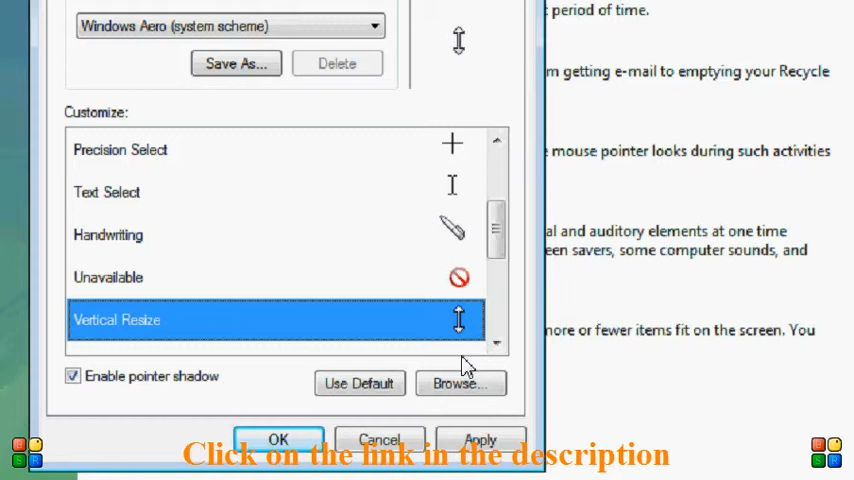 Windows Aero (system scheme)
Save As...
Delete
Customize:
Precision Select
Text Select
Handwriting
Unavailable
Vertical Resize
Enable pointer shadow
Use Default
Browse...
OK
Cancel
Apply
period of time.
getting e-mail to emptying your Recycle
mouse pointer looks during such activities
and auditory elements at one time
savers, some computer sounds, and
more or fewer items fit on the screen. You
Click on the link in the description